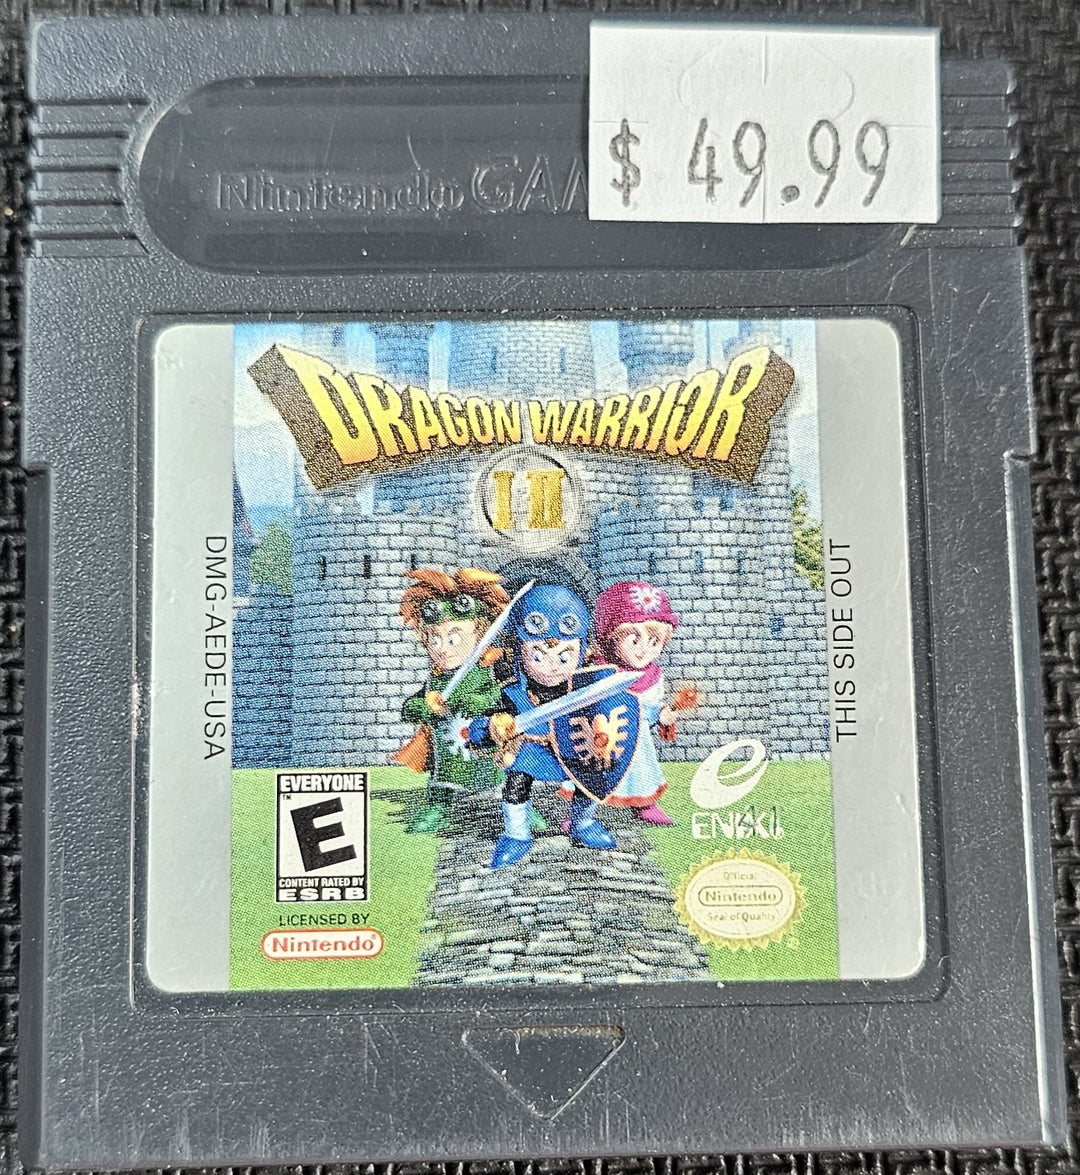 $ 49.99
Nintendo GAM
DRAGON WARRIOR
I II
DMG-AEDE-USA
THIS SIDE OUT
EVERYONE
TM
E
CONTENT RATED BY
ESRB
LICENSED BY
Nintendo
ENIX
Official
Nintendo
Seal of Quality